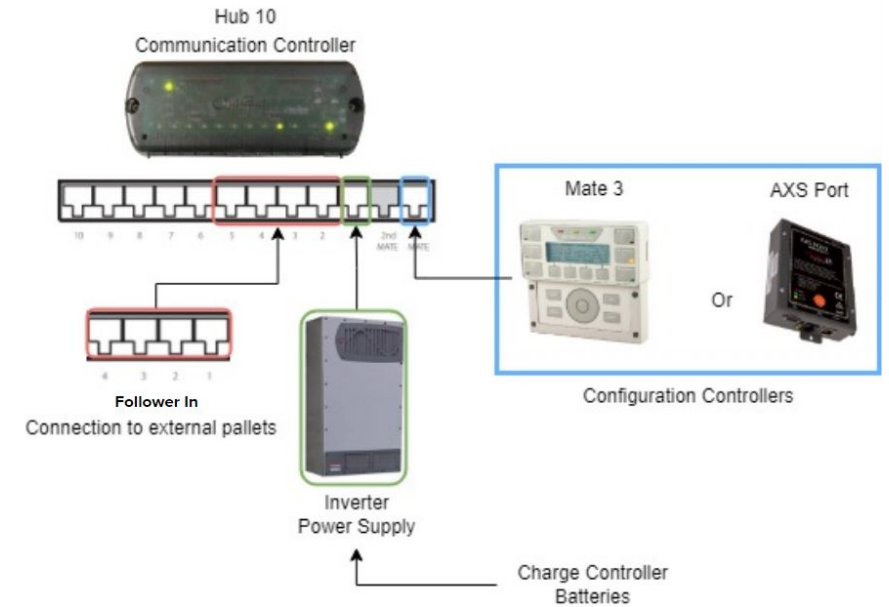 Hub 10
Communication Controller
10 9 8 7 6 5 4 3 2 2nd MATE MATE
Mate 3
AXS Port
Or
Configuration Controllers
4 3 2 1
Follower In
Connection to external pallets
Inverter
Power Supply
Charge Controller
Batteries